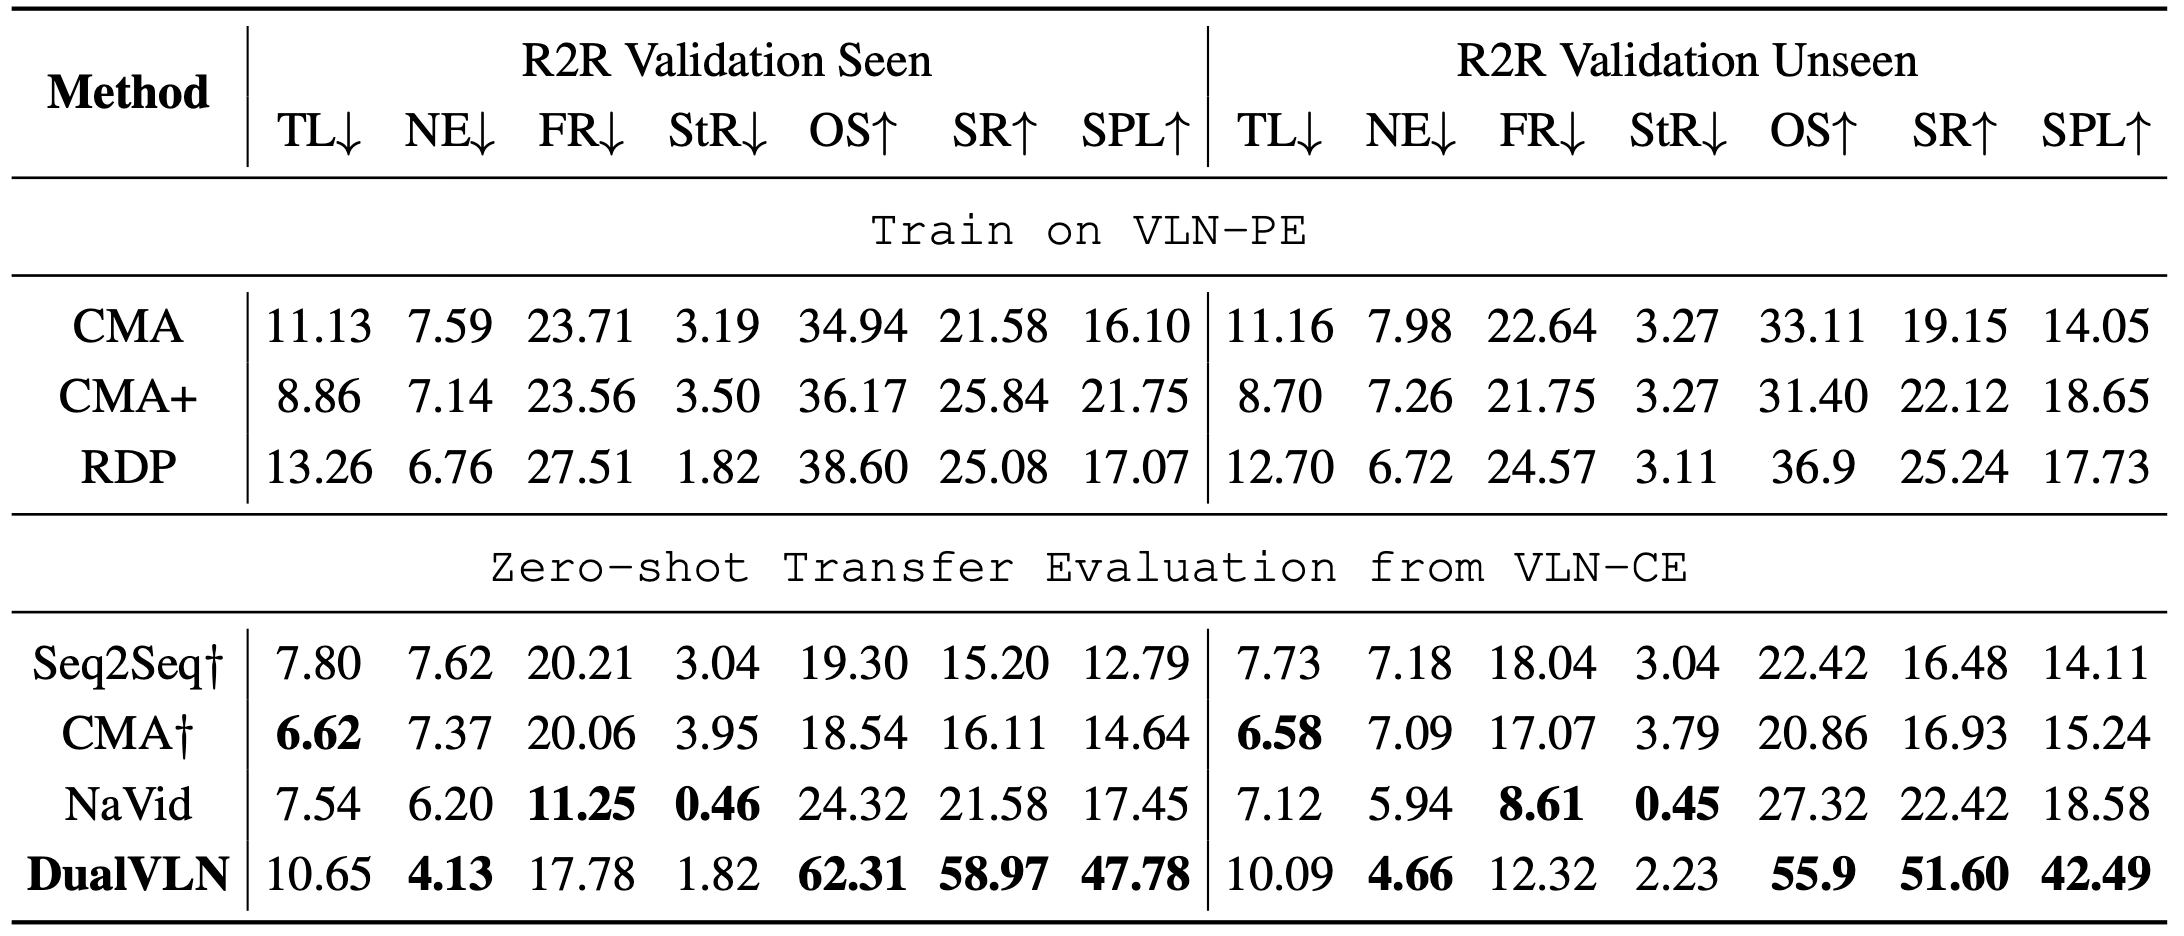 Method R2R Validation Seen R2R Validation Unseen
TL↓ NE↓ FR↓ StR↓ OS↑ SR↑ SPL↑ TL↓ NE↓ FR↓ StR↓ OS↑ SR↑ SPL↑
Train on VLN-PE
CMA 11.13 7.59 23.71 3.19 34.94 21.58 16.10 11.16 7.98 22.64 3.27 33.11 19.15 14.05
CMA+ 8.86 7.14 23.56 3.50 36.17 25.84 21.75 8.70 7.26 21.75 3.27 31.40 22.12 18.65
RDP 13.26 6.76 27.51 1.82 38.60 25.08 17.07 12.70 6.72 24.57 3.11 36.9 25.24 17.73
Zero-shot Transfer Evaluation from VLN-CE
Seq2Seq† 7.80 7.62 20.21 3.04 19.30 15.20 12.79 7.73 7.18 18.04 3.04 22.42 16.48 14.11
CMA† 6.62 7.37 20.06 3.95 18.54 16.11 14.64 6.58 7.09 17.07 3.79 20.86 16.93 15.24
NaVid 7.54 6.20 11.25 0.46 24.32 21.58 17.45 7.12 5.94 8.61 0.45 27.32 22.42 18.58
DualVLN 10.65 4.13 17.78 1.82 62.31 58.97 47.78 10.09 4.66 12.32 2.23 55.9 51.60 42.49